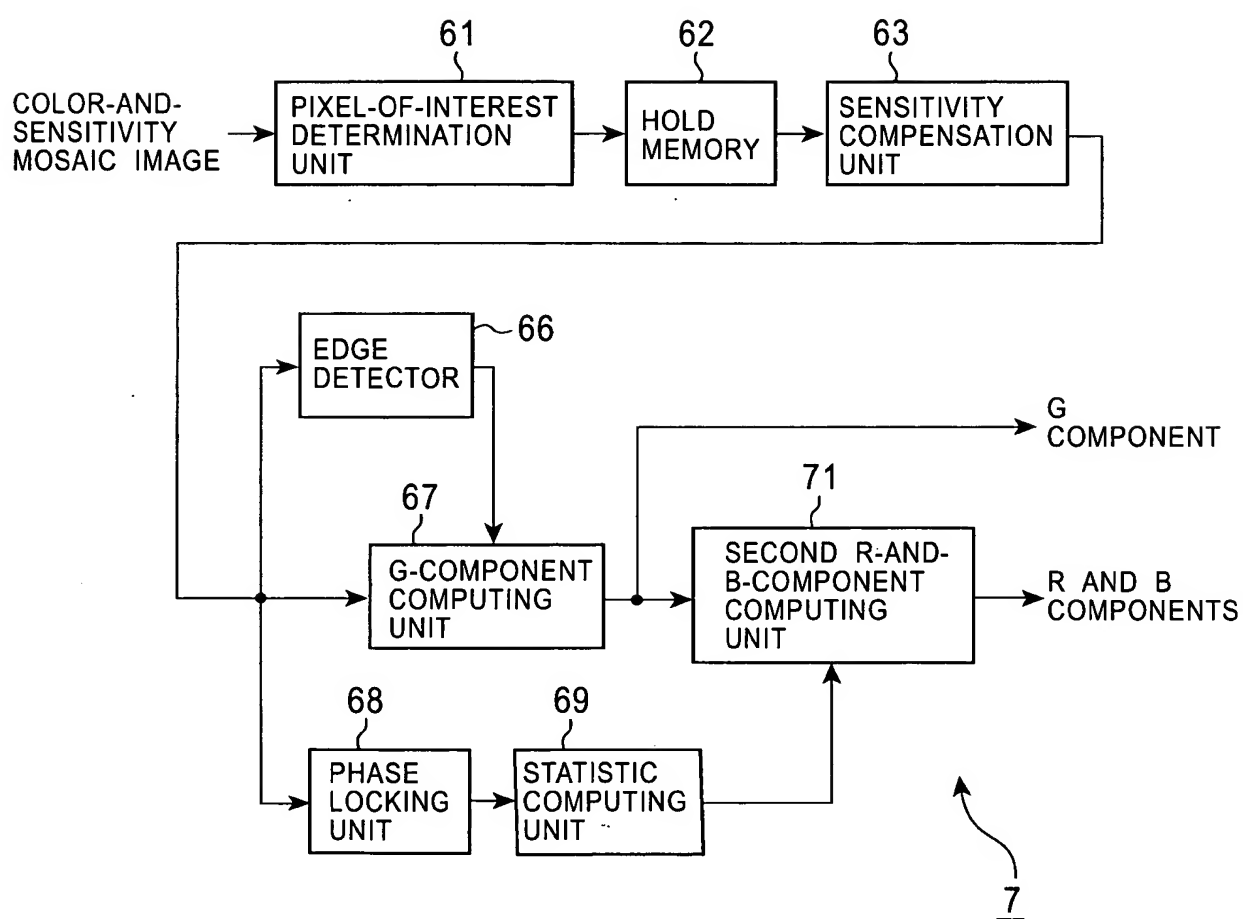 61
62
63
COLOR-AND-
SENSITIVITY
MOSAIC IMAGE
PIXEL-OF-INTEREST
DETERMINATION
UNIT
HOLD
MEMORY
SENSITIVITY
COMPENSATION
UNIT
66
EDGE
DETECTOR
G
COMPONENT
67
71
G-COMPONENT
COMPUTING
UNIT
SECOND R-AND-
B-COMPONENT
COMPUTING
UNIT
R AND B
COMPONENTS
68
69
PHASE
LOCKING
UNIT
STATISTIC
COMPUTING
UNIT
7